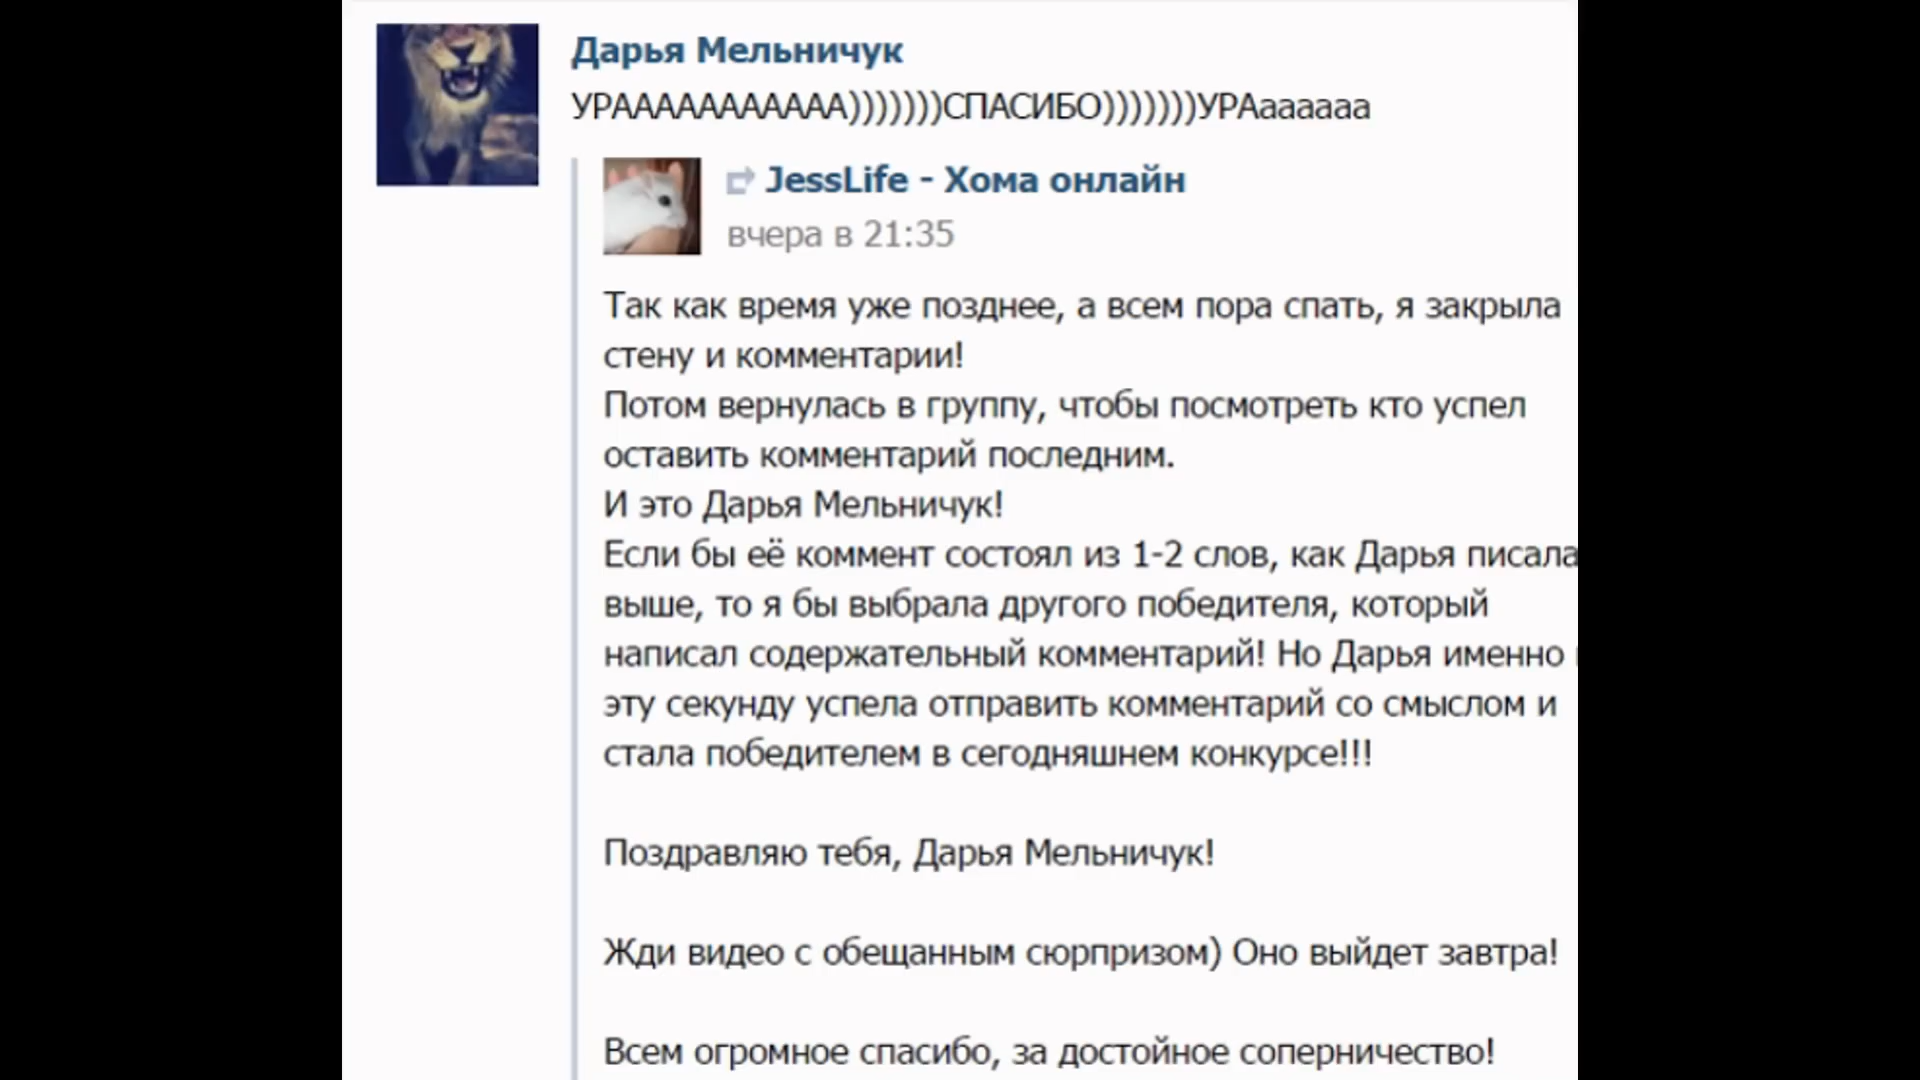 Дарья Мельничук
УРААААААААААА)))))))СПАСИБО)))))))УРАаааааа
JessLife - Хома онлайн
вчера в 21:35
Так как время уже позднее, а всем пора спать, я закрыла
стену и комментарии!
Потом вернулась в группу, чтобы посмотреть кто успел
оставить комментарий последним.
И это Дарья Мельничук!
Если бы её коммент состоял из 1-2 слов, как Дарья писала
выше, то я бы выбрала другого победителя, который
написал содержательный комментарий! Но Дарья именно
эту секунду успела отправить комментарий со смыслом и
стала победителем в сегодняшнем конкурсе!!!
Поздравляю тебя, Дарья Мельничук!
Жди видео с обещанным сюрпризом) Оно выйдет завтра!
Всем огромное спасибо, за достойное соперничество!